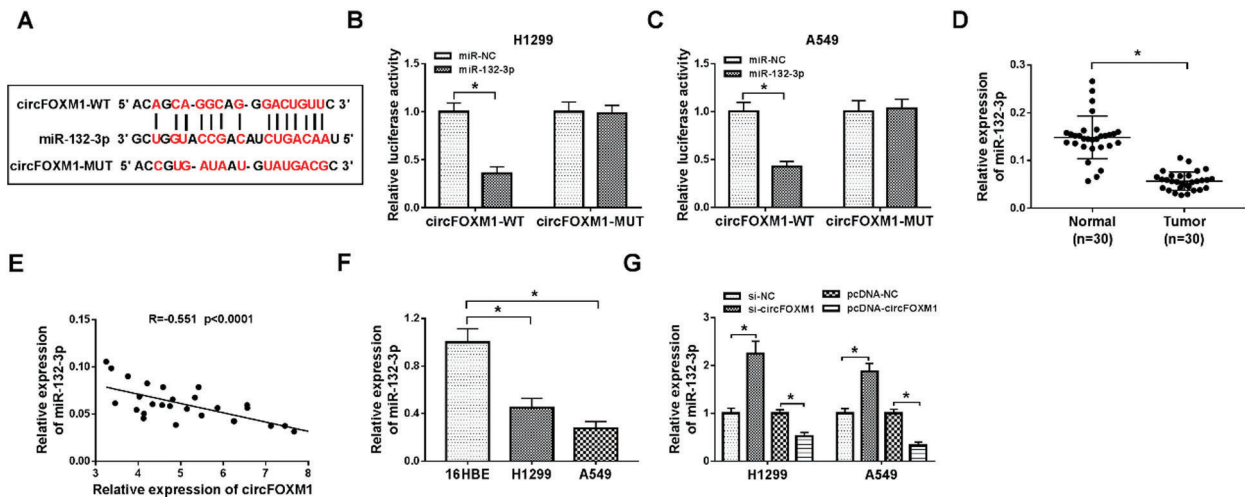 A
circFOXM1-WT 5' ACAGCA-GGCAG-GGACUGUUC 3'
miR-132-3p 3' GCUGGUACCGACAUCUGACAAU 5'
circFOXM1-MUT 5' ACCGUG-AUAAU-GUAUGACGC 3'
B
H1299
miR-NC
miR-132-3p
Relative luciferase activity
1.5
1.0
0.5
0.0
*
circFOXM1-WT circFOXM1-MUT
C
A549
miR-NC
miR-132-3p
Relative luciferase activity
1.5
1.0
0.5
0.0
*
circFOXM1-WT circFOXM1-MUT
D
Relative expression
of miR-132-3p
0.3
0.2
0.1
0.0
*
Normal Tumor
(n=30) (n=30)
E
R=-0.551 p<0.0001
Relative expression
of miR-132-3p
0.15
0.10
0.05
0.00
3 4 5 6 7 8
Relative expression of circFOXM1
F
Relative expression
of miR-132-3p
1.2
0.8
0.4
0.0
*
*
16HBE H1299 A549
G
si-NC pcDNA-NC
si-circFOXM1 pcDNA-circFOXM1
Relative expression
of miR-132-3p
3
2
1
0
* * * *
H1299 A549